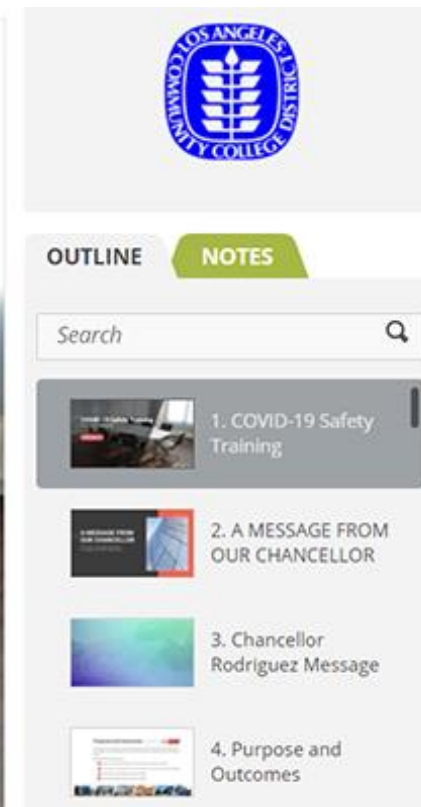 LOS ANGELES
COMMUNITY COLLEGE DISTRICT
OUTLINE
NOTES
Search
1. COVID-19 Safety
Training
2. A MESSAGE FROM
OUR CHANCELLOR
3. Chancellor
Rodriguez Message
4. Purpose and
Outcomes